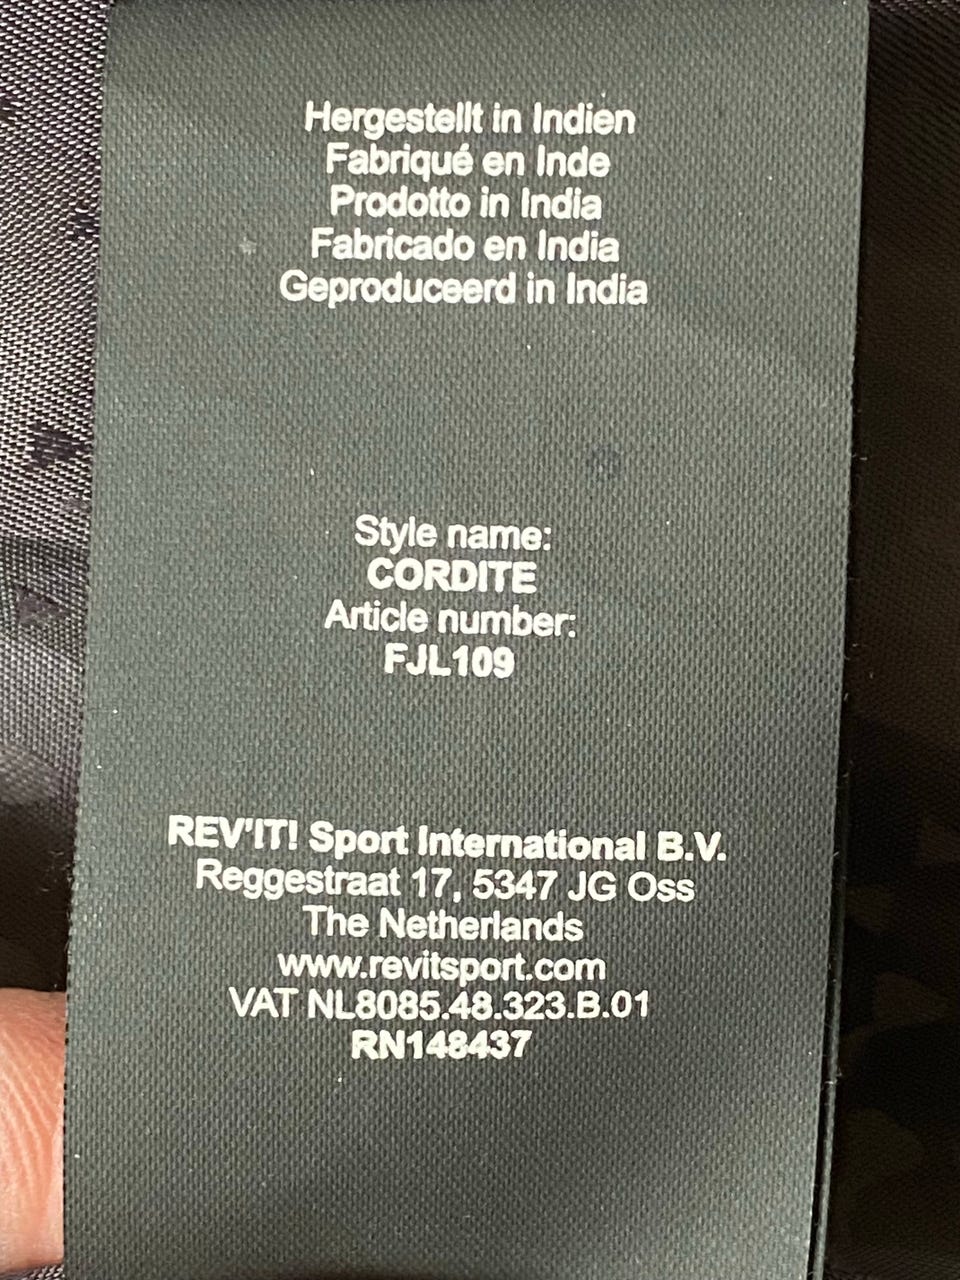 Hergestellt in Indien
Fabriqué en Inde
Prodotto in India
Fabricado en India
Geproduceerd in India
Style name:
CORDITE
Article number:
FJL109
REV'IT! Sport International B.V.
Reggestraat 17, 5347 JG Oss
The Netherlands
www.revitsport.com
VAT NL8085.48.323.B.01
RN148437